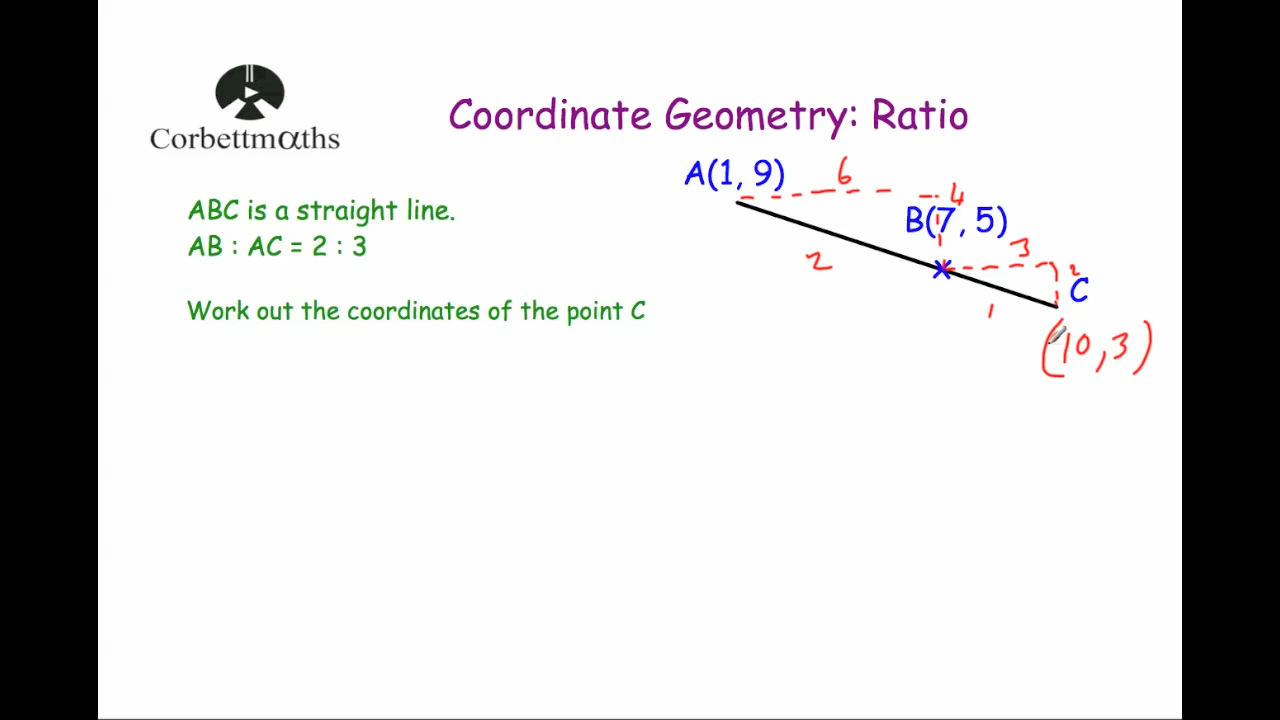 Corbettmαths
Coordinate Geometry: Ratio
A(1, 9)
6
4
ABC is a straight line.
B(7, 5)
AB : AC = 2 : 3
3
2
2
C
Work out the coordinates of the point C
1
(10,3)